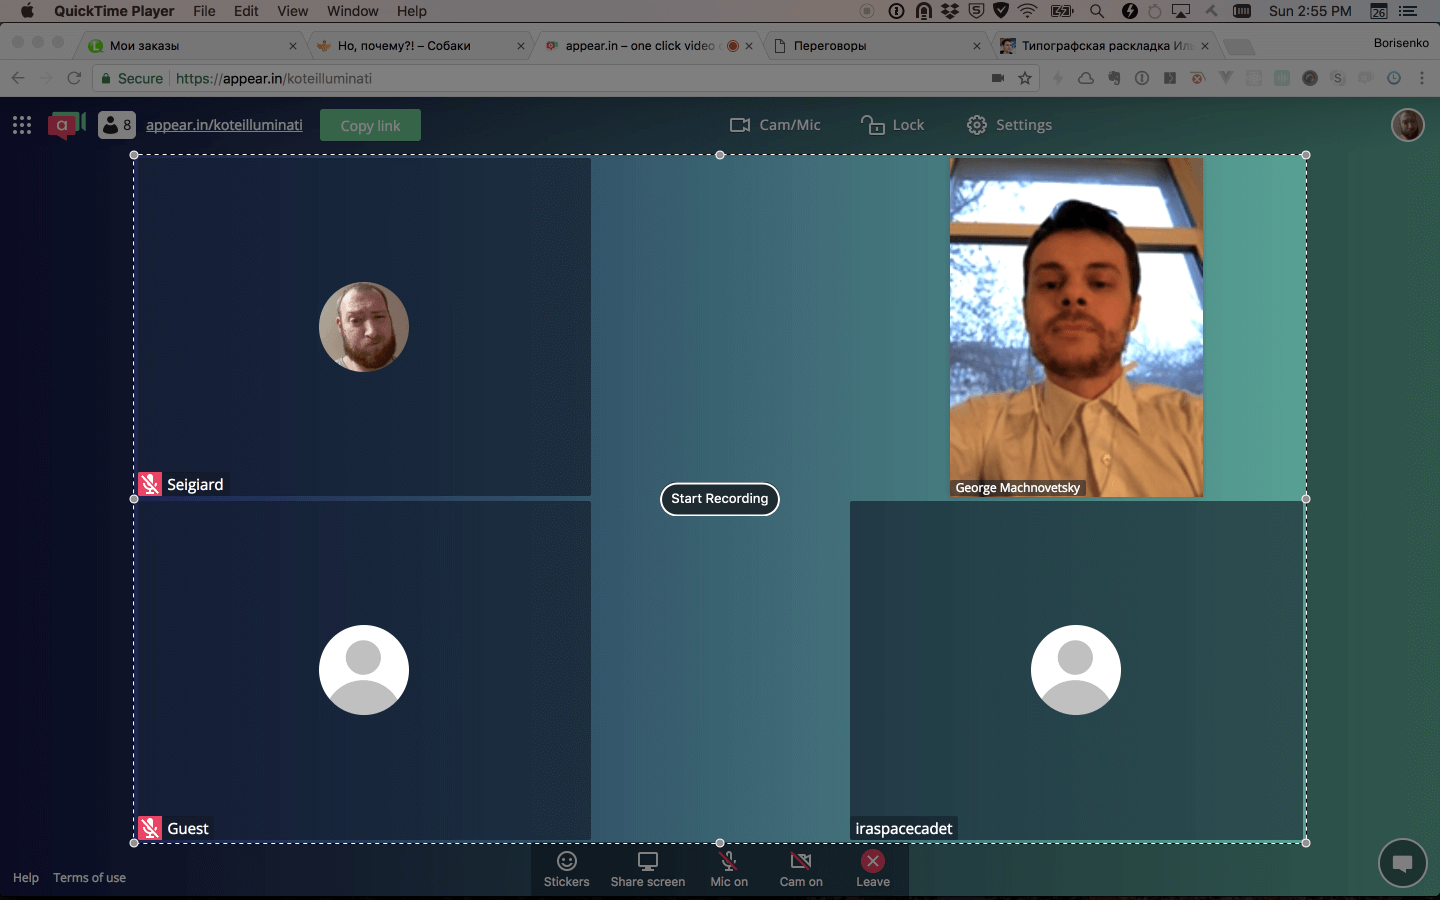 QuickTime Player File Edit View Window Help Sun 2:55 PM 26
Мои заказы
Но, почему?! – Собаки
appear.in – one click video
Переговоры
Типографская раскладка Иль
Borisenko
Secure https://appear.in/koteilluminati
a 8 appear.in/koteilluminati Copy link Cam/Mic Lock Settings
Seigiard
George Machnovetsky
Start Recording
Guest
iraspacecadet
Help Terms of use
Stickers Share screen Mic on Cam on Leave